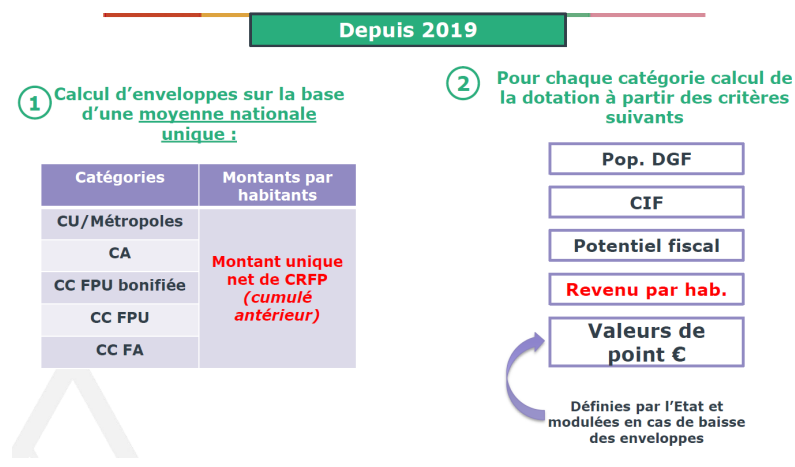 Depuis 2019
1
Calcul d’enveloppes sur la base
d’une moyenne nationale
unique :
Catégories
Montants par
habitants
CU/Métropoles
CA
CC FPU bonifiée
CC FPU
CC FA
Montant unique
net de CRFP
(cumulé
antérieur)
2
Pour chaque catégorie calcul de
la dotation à partir des critères
suivants
Pop. DGF
CIF
Potentiel fiscal
Revenu par hab.
Valeurs de
point €
Définies par l’Etat et
modulées en cas de baisse
des enveloppes